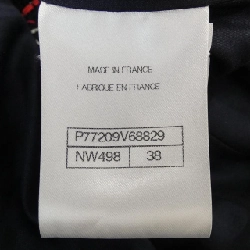 MADE IN FRANCE
FABRIQUE EN FRANCE
P77209V68829
NW498 38